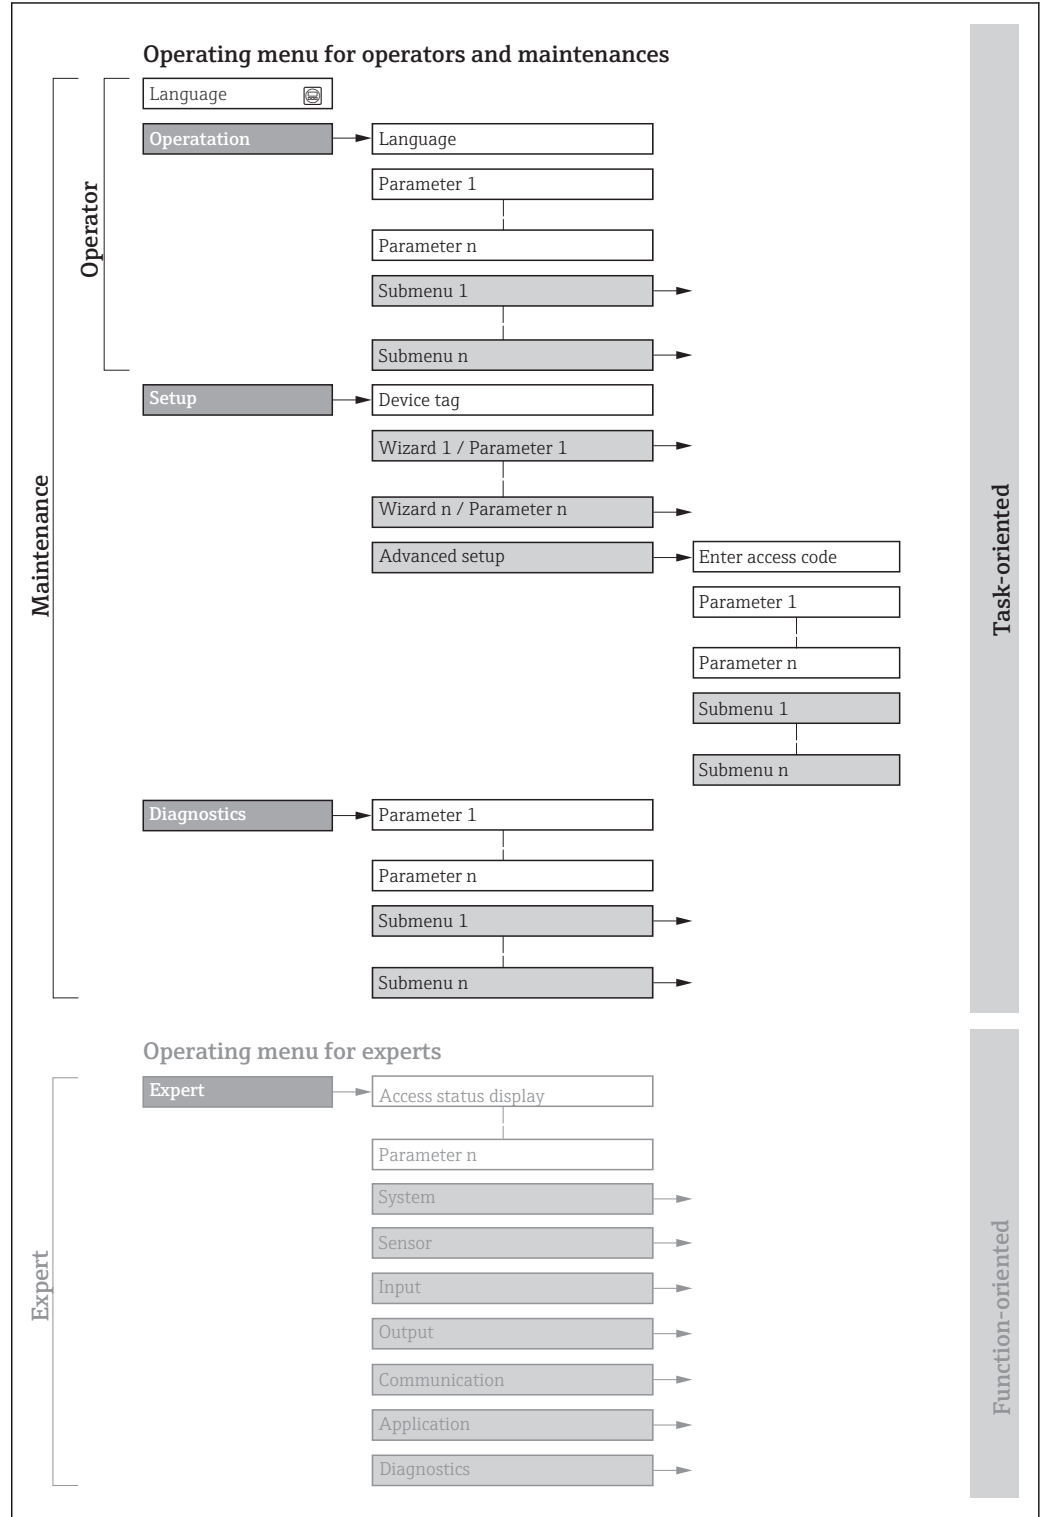 Operating menu for operators and maintenances
Language
Operatation
Language
Parameter 1
Parameter n
Submenu 1
Submenu n
Operator
Setup
Device tag
Wizard 1 / Parameter 1
Wizard n / Parameter n
Advanced setup
Enter access code
Parameter 1
Parameter n
Submenu 1
Submenu n
Maintenance
Task-oriented
Diagnostics
Parameter 1
Parameter n
Submenu 1
Submenu n
Operating menu for experts
Expert
Access status display
Parameter n
System
Sensor
Input
Output
Communication
Application
Diagnostics
Expert
Function-oriented